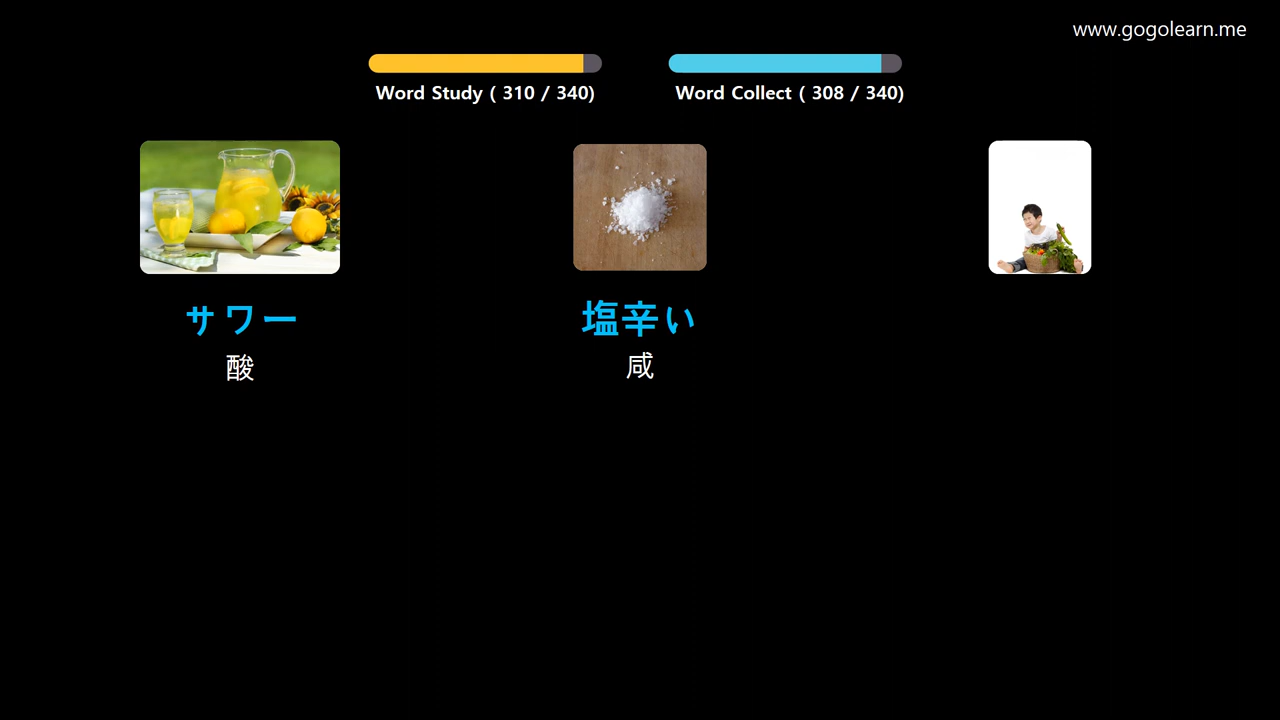 www.gogolearn.me
Word Study ( 310 / 340)
Word Collect ( 308 / 340)
サワー
塩辛い
酸
咸